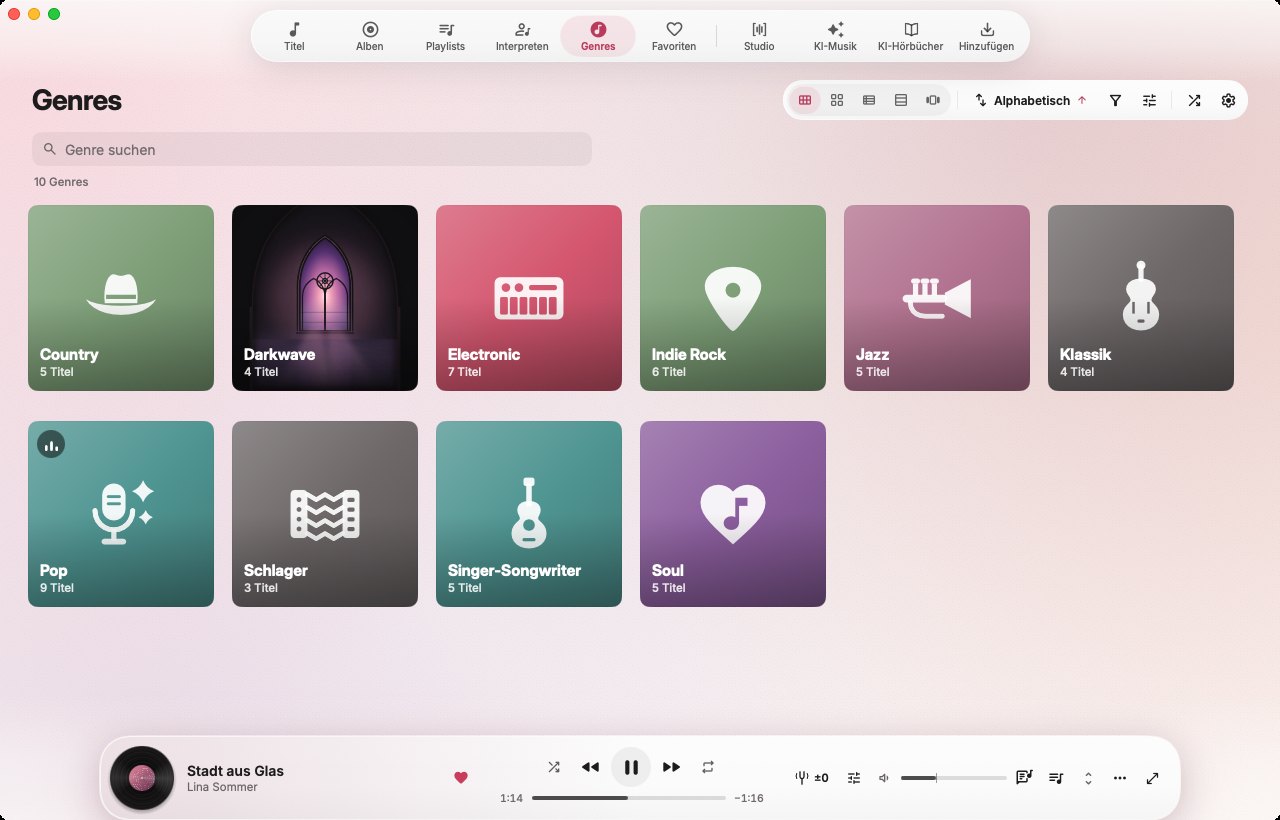 Titel
Alben
Playlists
Interpreten
Genres
Favoriten
Studio
KI-Musik
KI-Hörbücher
Hinzufügen
Genres
Alphabetisch
Genre suchen
10 Genres
Country
5 Titel
Darkwave
4 Titel
Electronic
7 Titel
Indie Rock
6 Titel
Jazz
5 Titel
Klassik
4 Titel
Pop
9 Titel
Schlager
3 Titel
Singer-Songwriter
5 Titel
Soul
5 Titel
Stadt aus Glas
Lina Sommer
1:14
−1:16
±0